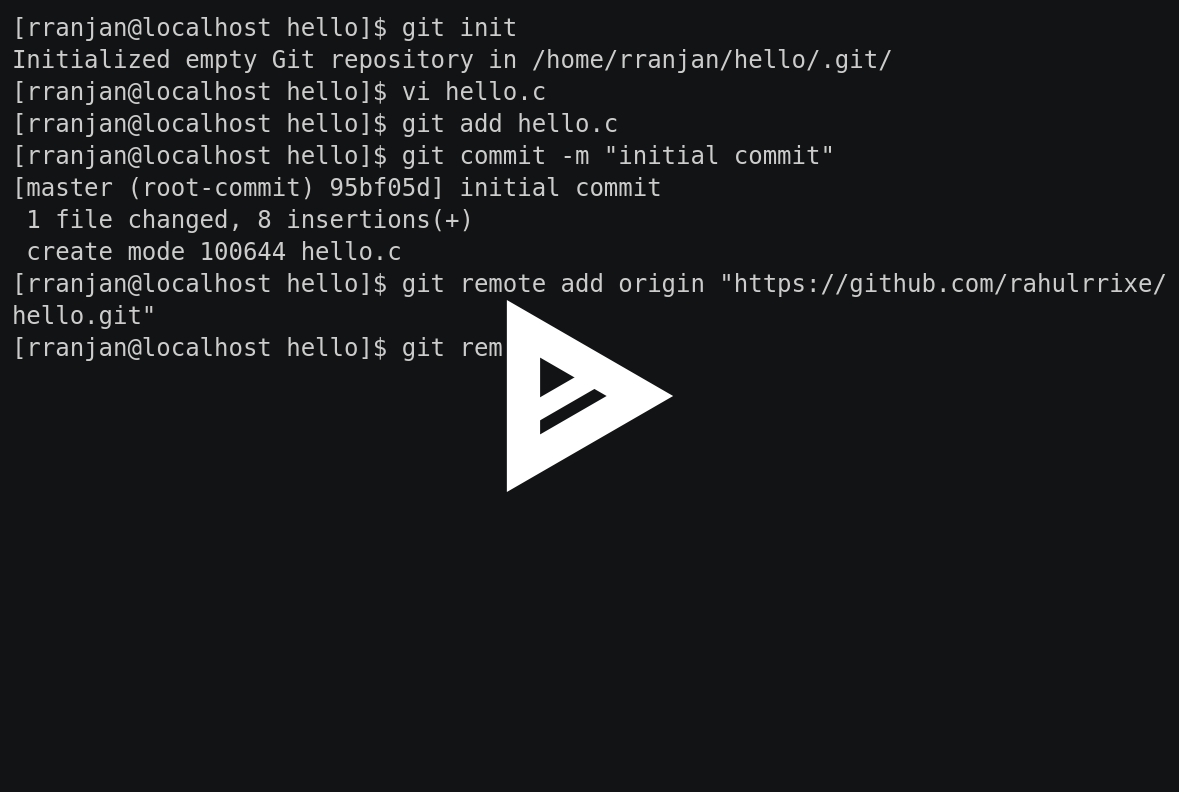 [rranjan@localhost hello]$ git init
Initialized empty Git repository in /home/rranjan/hello/.git/
[rranjan@localhost hello]$ vi hello.c
[rranjan@localhost hello]$ git add hello.c
[rranjan@localhost hello]$ git commit -m "initial commit"
[master (root-commit) 95bf05d] initial commit
 1 file changed, 8 insertions(+)
 create mode 100644 hello.c
[rranjan@localhost hello]$ git remote add origin "https://github.com/rahulrrixe/
hello.git"
[rranjan@localhost hello]$ git rem